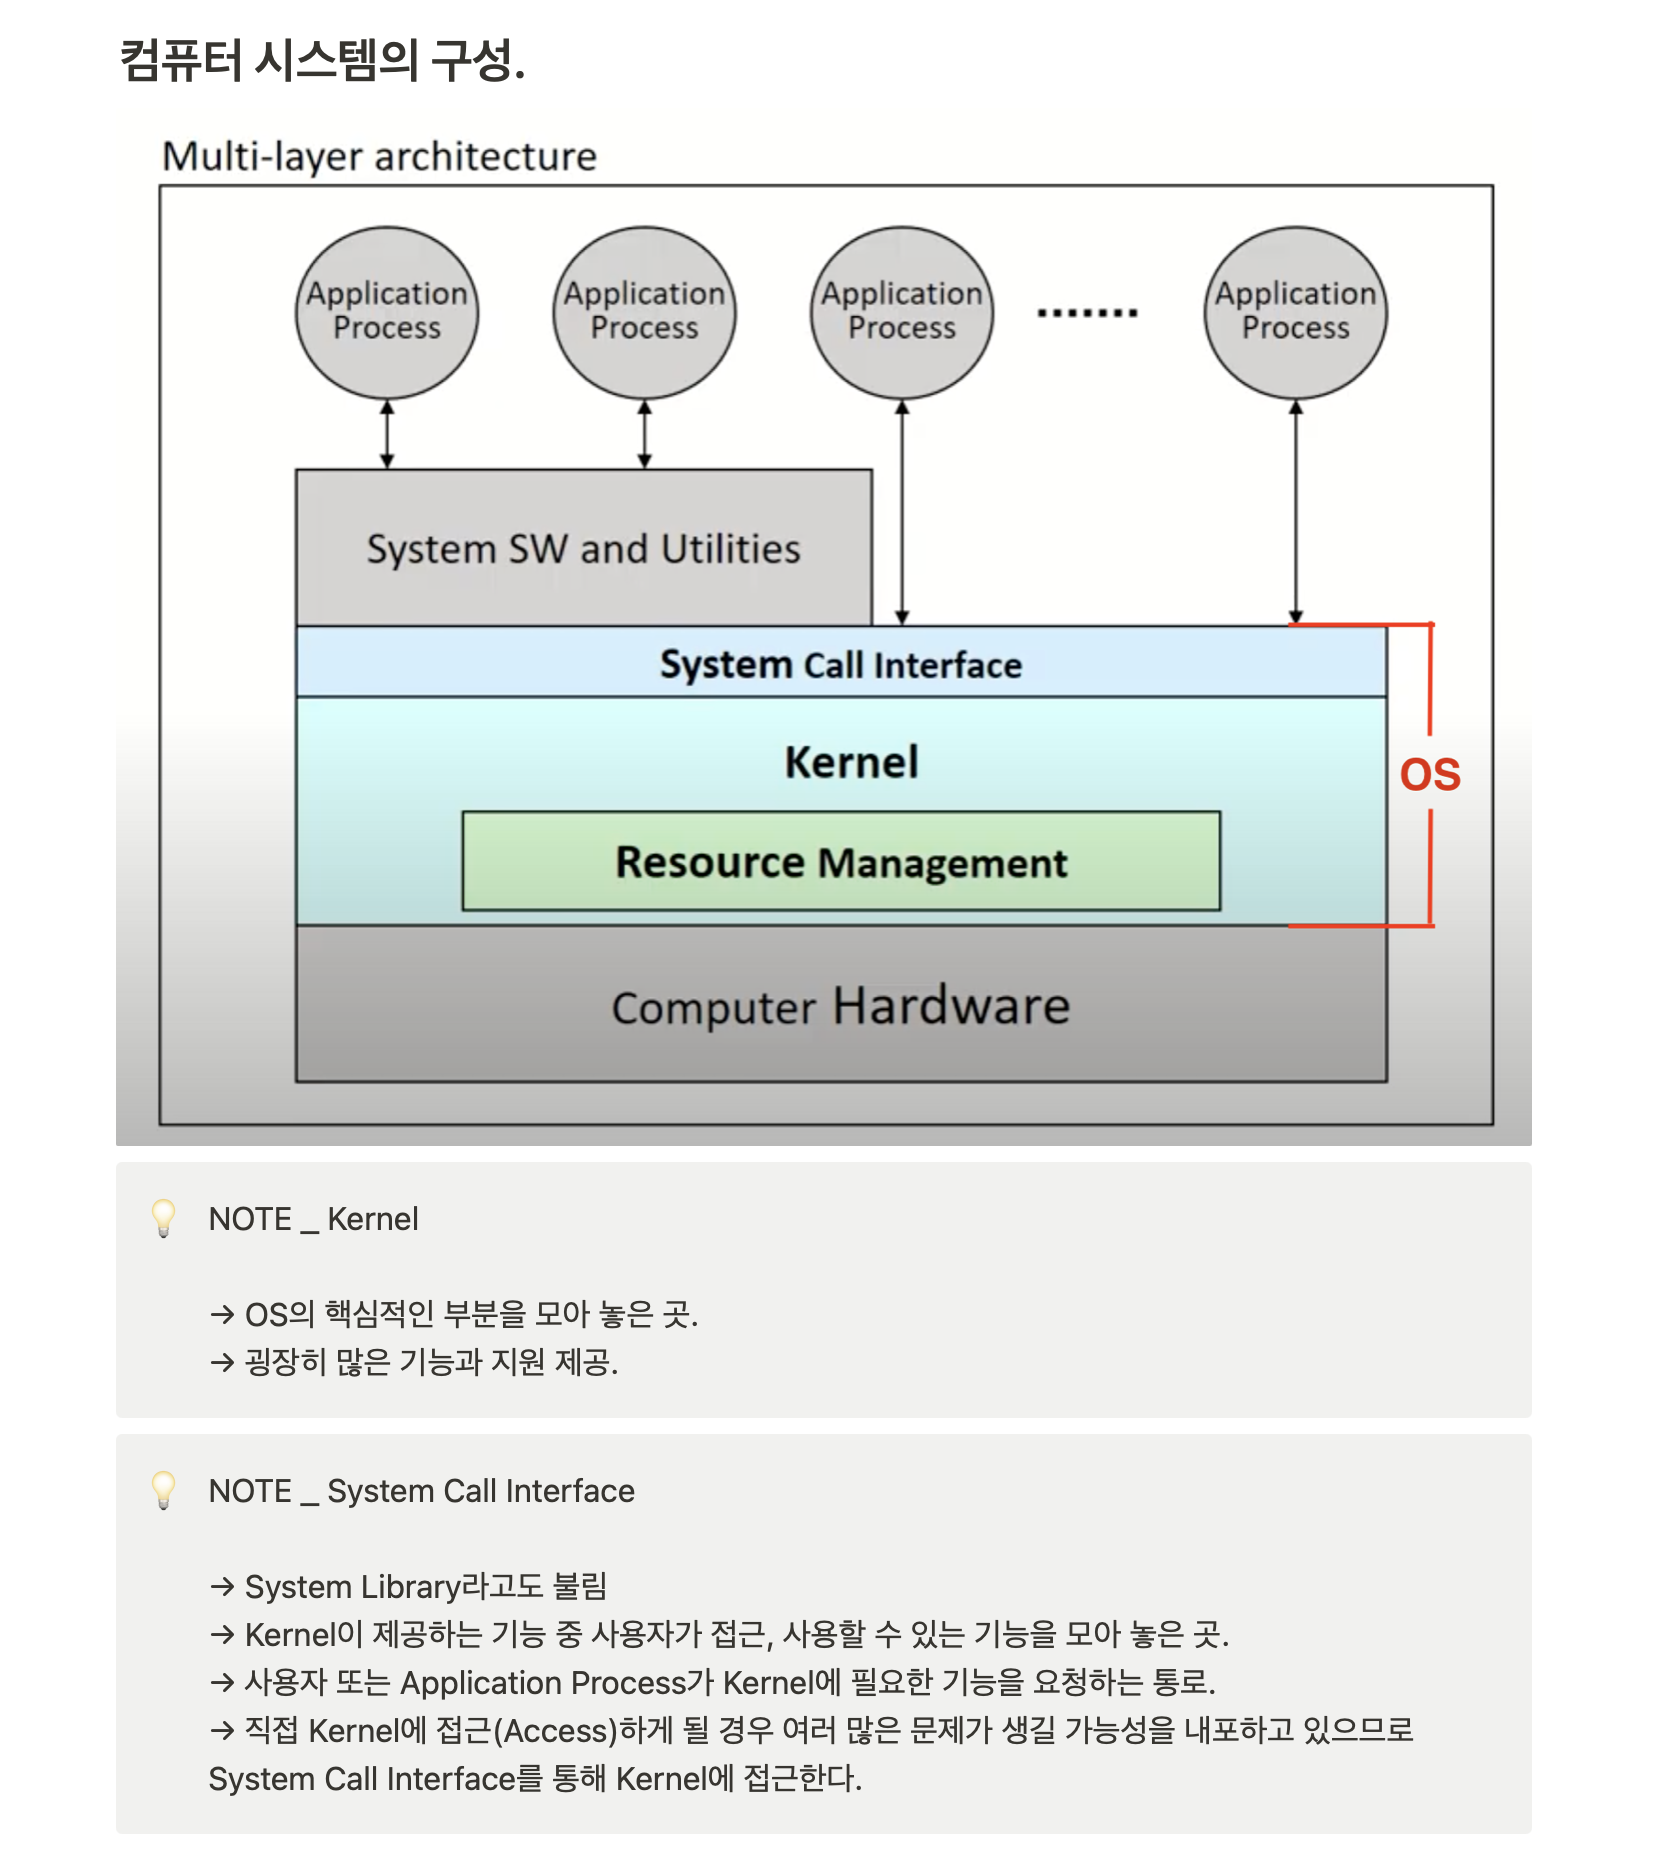 컴퓨터 시스템의 구성.
Multi-layer architecture
Application
Process
Application
Process
Application
Process
.......
Application
Process
System SW and Utilities
System Call Interface
Kernel
OS
Resource Management
Computer Hardware
NOTE _ Kernel
→ OS의 핵심적인 부분을 모아 놓은 곳.
→ 굉장히 많은 기능과 지원 제공.
NOTE _ System Call Interface
→ System Library라고도 불림
→ Kernel이 제공하는 기능 중 사용자가 접근, 사용할 수 있는 기능을 모아 놓은 곳.
→ 사용자 또는 Application Process가 Kernel에 필요한 기능을 요청하는 통로.
→ 직접 Kernel에 접근(Access)하게 될 경우 여러 많은 문제가 생길 가능성을 내포하고 있으므로
System Call Interface를 통해 Kernel에 접근한다.